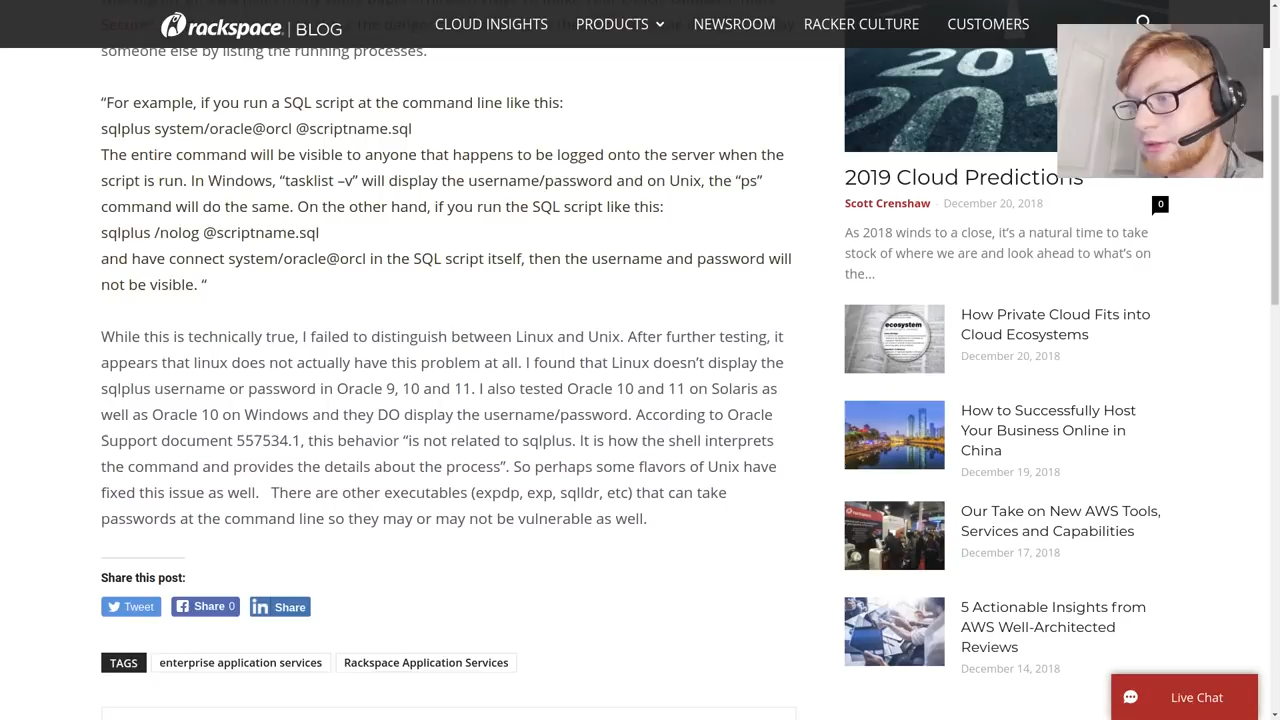 rackspace | BLOG
CLOUD INSIGHTS
PRODUCTS
NEWSROOM
RACKER CULTURE
CUSTOMERS
someone else by listing the running processes.
“For example, if you run a SQL script at the command line like this:
sqlplus system/oracle@orcl @scriptname.sql
The entire command will be visible to anyone that happens to be logged onto the server when the
script is run. In Windows, “tasklist –v” will display the username/password and on Unix, the “ps”
command will do the same. On the other hand, if you run the SQL script like this:
sqlplus /nolog @scriptname.sql
and have connect system/oracle@orcl in the SQL script itself, then the username and password will
not be visible. “
While this is technically true, I failed to distinguish between Linux and Unix. After further testing, it
appears that Linux does not actually have this problem at all. I found that Linux doesn’t display the
sqlplus username or password in Oracle 9, 10 and 11. I also tested Oracle 10 and 11 on Solaris as
well as Oracle 10 on Windows and they DO display the username/password. According to Oracle
Support document 557534.1, this behavior “is not related to sqlplus. It is how the shell interprets
the command and provides the details about the process”. So perhaps some flavors of Unix have
fixed this issue as well.   There are other executables (expdp, exp, sqlldr, etc) that can take
passwords at the command line so they may or may not be vulnerable as well.
Share this post:
Tweet
Share 0
Share
TAGS
enterprise application services
Rackspace Application Services
2019 Cloud Predictions
Scott Crenshaw - December 20, 2018
0
As 2018 winds to a close, it’s a natural time to take
stock of where we are and look ahead to what’s on
the...
ecosystem
How Private Cloud Fits into
Cloud Ecosystems
December 20, 2018
How to Successfully Host
Your Business Online in
China
December 19, 2018
Our Take on New AWS Tools,
Services and Capabilities
December 17, 2018
5 Actionable Insights from
AWS Well-Architected
Reviews
December 14, 2018
Live Chat